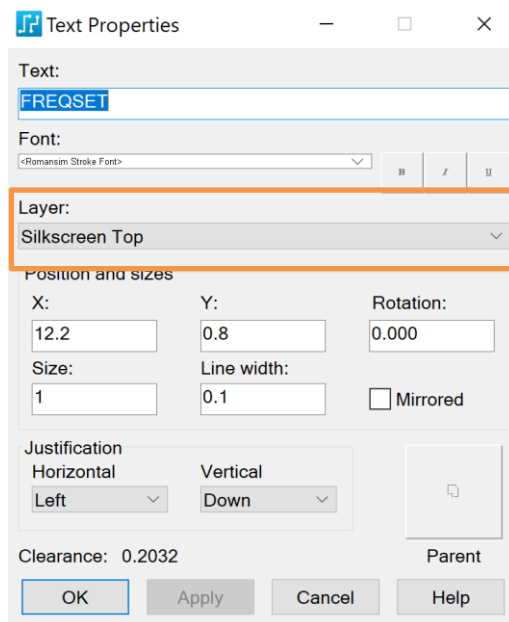 Text Properties
Text:
FREQSET
Font:
<Romansim Stroke Font>
B I U
Layer:
Silkscreen Top
Position and sizes
X: Y: Rotation:
12.2 0.8 0.000
Size: Line width:
1 0.1 Mirrored
Justification
Horizontal Vertical
Left Down
Clearance: 0.2032 Parent
OK Apply Cancel Help